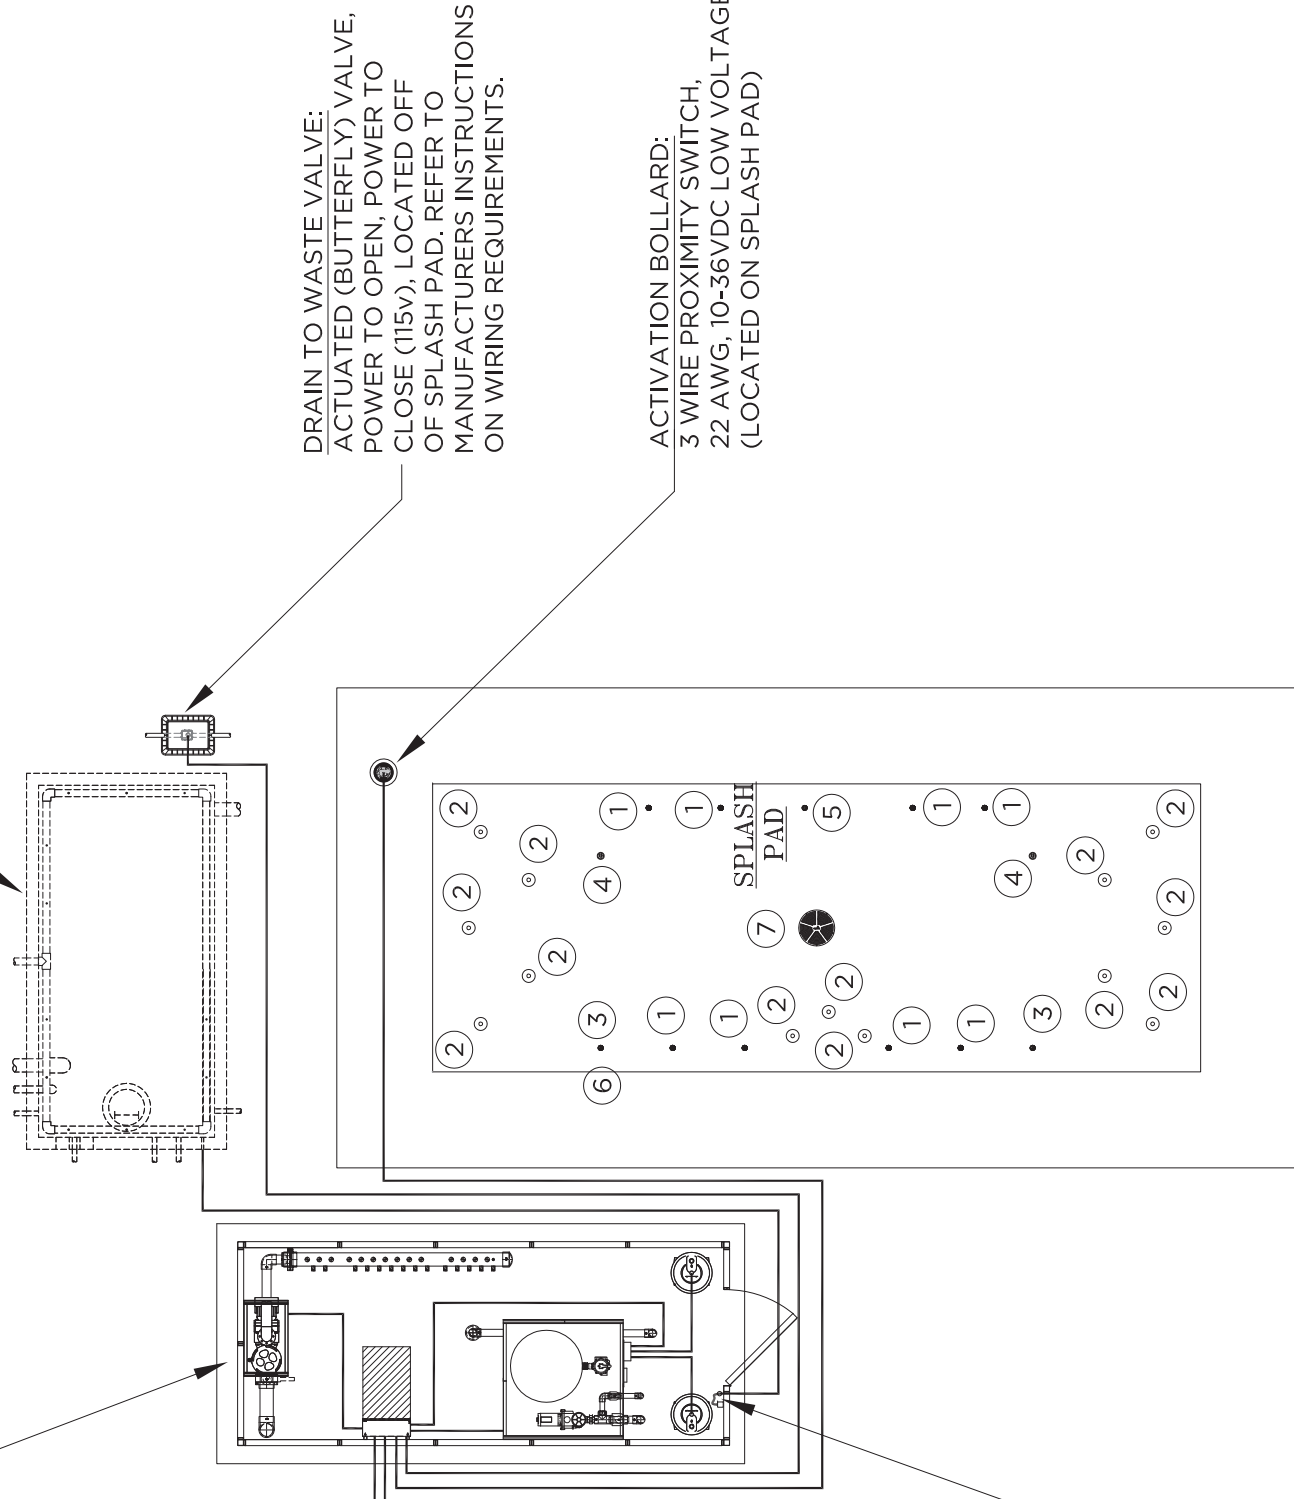 DRAIN TO WASTE VALVE:
ACTUATED (BUTTERFLY) VALVE,
POWER TO OPEN, POWER TO
CLOSE (115v), LOCATED OFF
OF SPLASH PAD. REFER TO
MANUFACTURERS INSTRUCTIONS
ON WIRING REQUIREMENTS.
ACTIVATION BOLLARD:
3 WIRE PROXIMITY SWITCH,
22 AWG, 10-36VDC LOW VOLTAGE
(LOCATED ON SPLASH PAD)
SPLASH
PAD
2
2
2
2
2
1
1
5
1
1
2
4
4
2
2
7
2
3
1
1
2
2
2
1
1
3
2
2
6